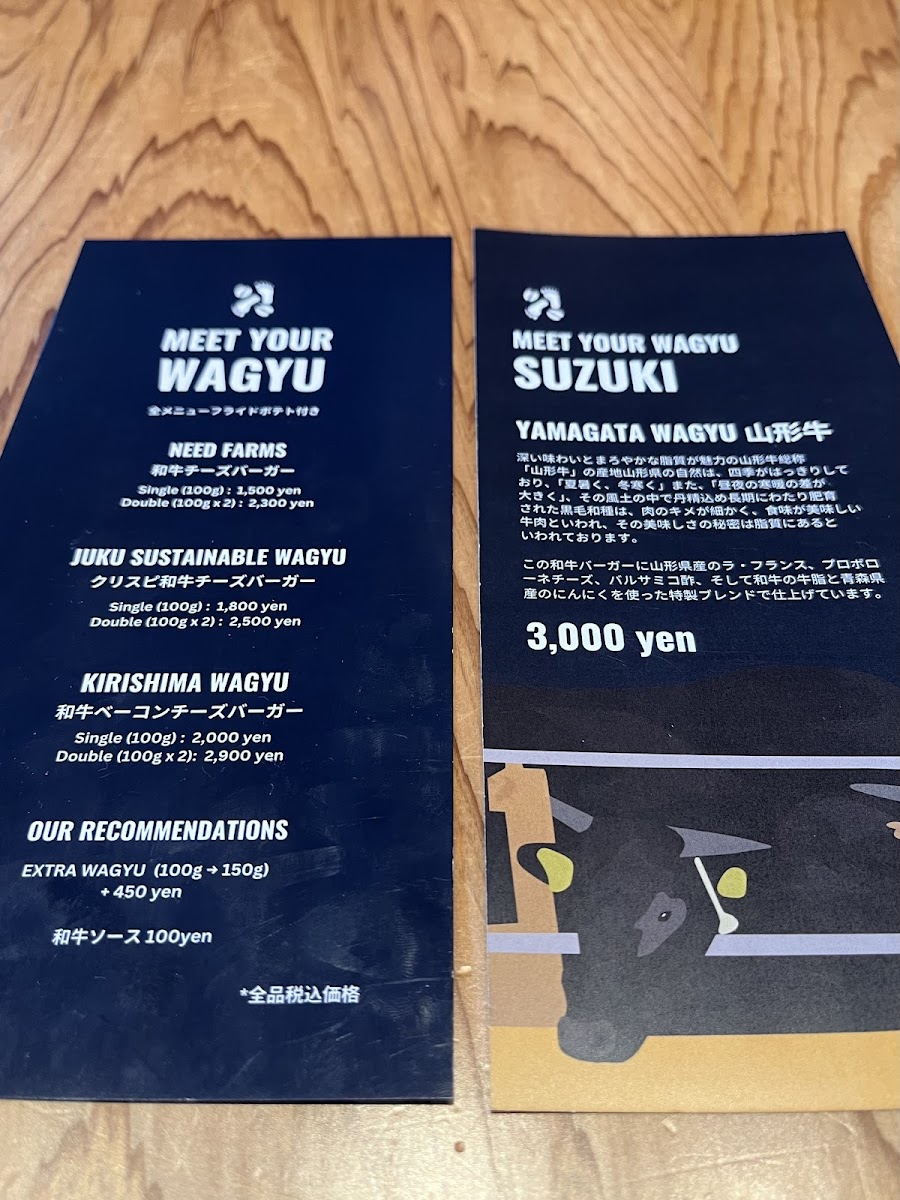 MEET YOUR
WAGYU
全メニューフライドポテト付き
NEED FARMS
和牛チーズバーガー
Single (100g) : 1,500 yen
Double (100g x 2) : 2,300 yen
JUKU SUSTAINABLE WAGYU
クリスピ和牛チーズバーガー
Single (100g) : 1,800 yen
Double (100g x 2) : 2,500 yen
KIRISHIMA WAGYU
和牛ベーコンチーズバーガー
Single (100g) : 2,000 yen
Double (100g x 2): 2,900 yen
OUR RECOMMENDATIONS
EXTRA WAGYU (100g → 150g)
+ 450 yen
和牛ソース 100yen
*全品税込価格
MEET YOUR WAGYU
SUZUKI
YAMAGATA WAGYU 山形牛
深い味わいとまろやかな脂質が魅力の山形牛総称
「山形牛」の産地山形県の自然は、四季がはっきりして
おり、「夏暑く、冬寒く」また、「昼夜の寒暖の差が
大きく」、その風土の中で丹精込め長期にわたり肥育
された黒毛和種は、肉のキメが細かく、食味が美味しい
牛肉といわれ、その美味しさの秘密は脂質にあると
いわれております。
この和牛バーガーに山形県産のラ・フランス、プロボロ
ーネチーズ、バルサミコ酢、そして和牛の牛脂と青森県
産のにんにくを使った特製ブレンドで仕上げています。
3,000 yen